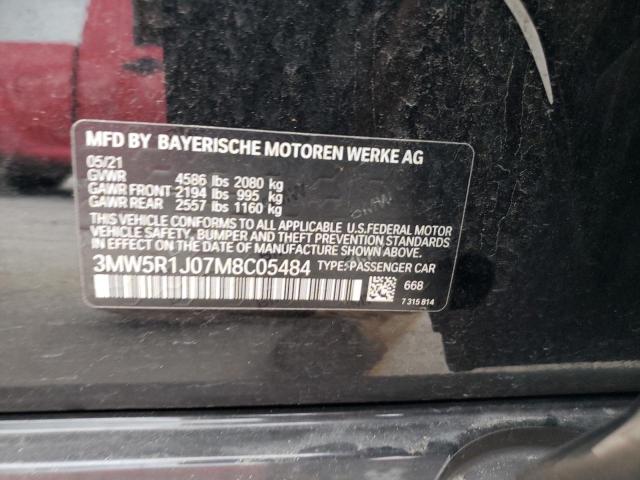 MFD BY BAYERISCHE MOTOREN WERKE AG
05/21
GVWR 4586 lbs 2080 kg
GAWR FRONT 2194 lbs 995 kg
GAWR REAR 2557 lbs 1160 kg
THIS VEHICLE CONFORMS TO ALL APPLICABLE U.S.FEDERAL MOTOR
VEHICLE SAFETY, BUMPER AND THEFT PREVENTION STANDARDS
IN EFFECT ON THE DATE OF MANUFACTURE SHOWN ABOVE.
3MW5R1J07M8C05484 TYPE:PASSENGER CAR
668
7 315 814